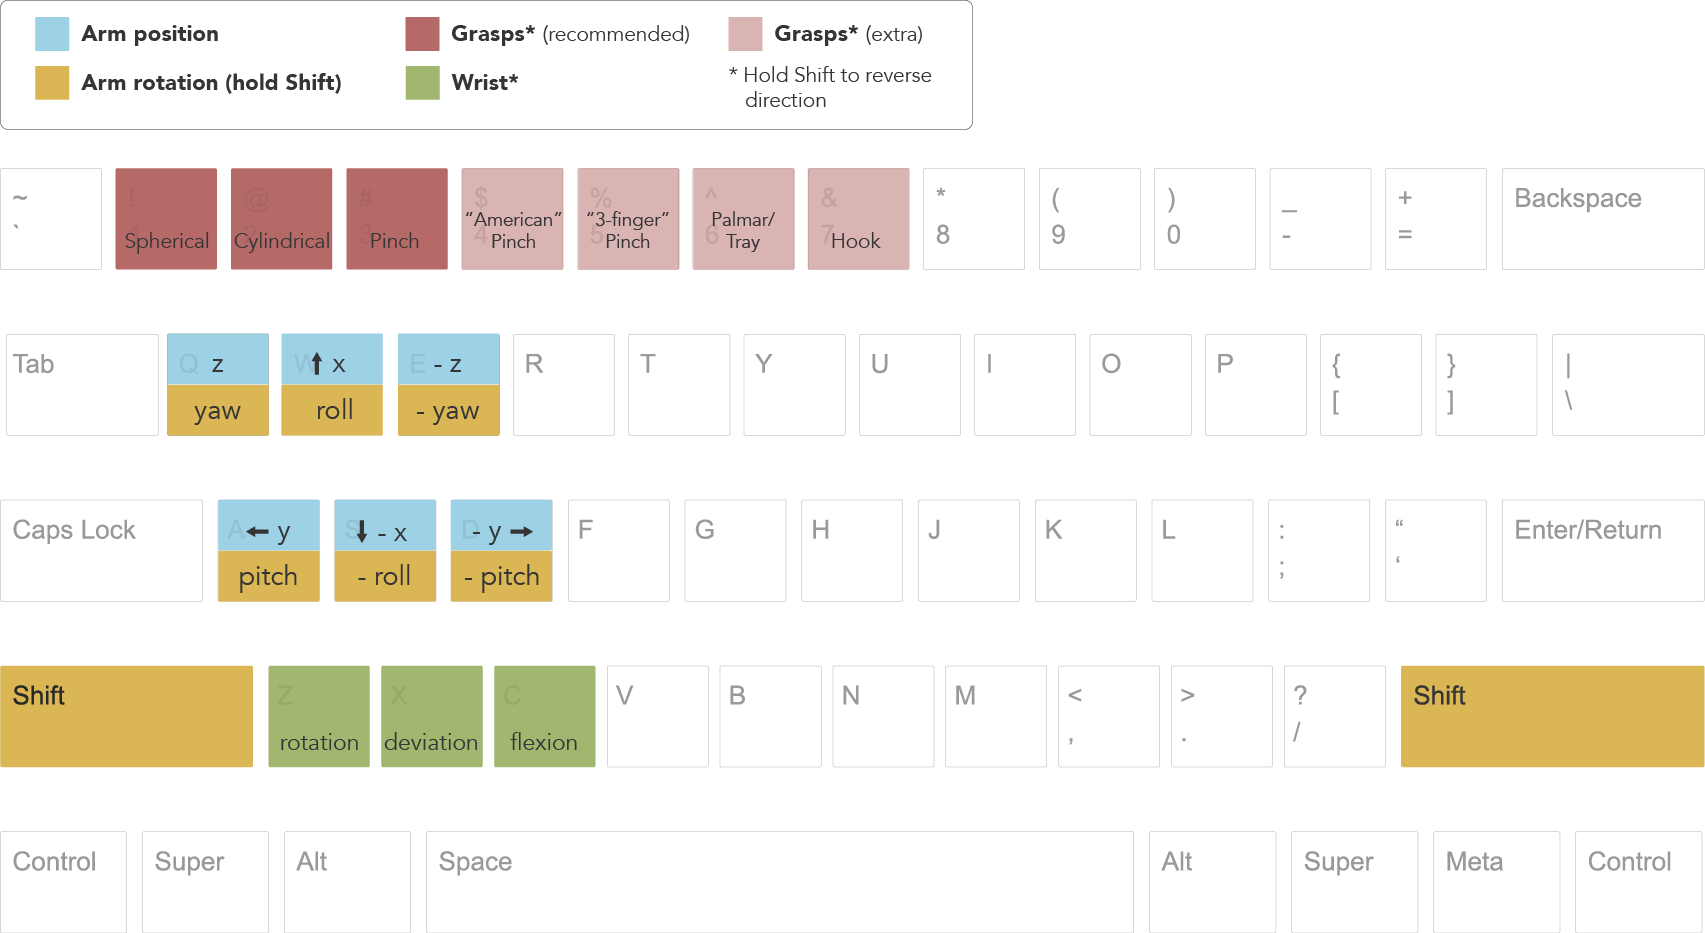 Arm position
Grasps* (recommended)
Grasps* (extra)
Arm rotation (hold Shift)
Wrist*
* Hold Shift to reverse
direction
~
`
!
1
Spherical
@
2
Cylindrical
#
3
Pinch
$
4
“American”
Pinch
%
5
“3-finger”
Pinch
^
6
Palmar/
Tray
&
7
Hook
*
8
(
9
)
0
_
-
+
=
Backspace
Tab
Q z
yaw
W ↑ x
roll
E - z
- yaw
R
T
Y
U
I
O
P
{
[
}
]
|
\
Caps Lock
A ← y
pitch
S ↓ - x
- roll
D - y →
- pitch
F
G
H
J
K
L
:
;
“
‘
Enter/Return
Shift
Z
rotation
X
deviation
C
flexion
V
B
N
M
<
,
>
.
?
/
Shift
Control
Super
Alt
Space
Alt
Super
Meta
Control